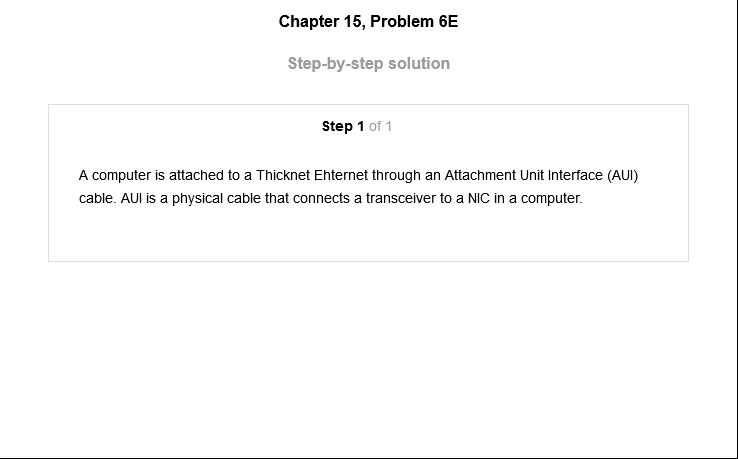 Chapter 15, Problem 6E
Step-by-step solution
Step 1 of 1
A computer is attached to a Thicknet Ehternet through an Attachment Unit Interface (AUI)
cable. AUI is a physical cable that connects a transceiver to a NIC in a computer.